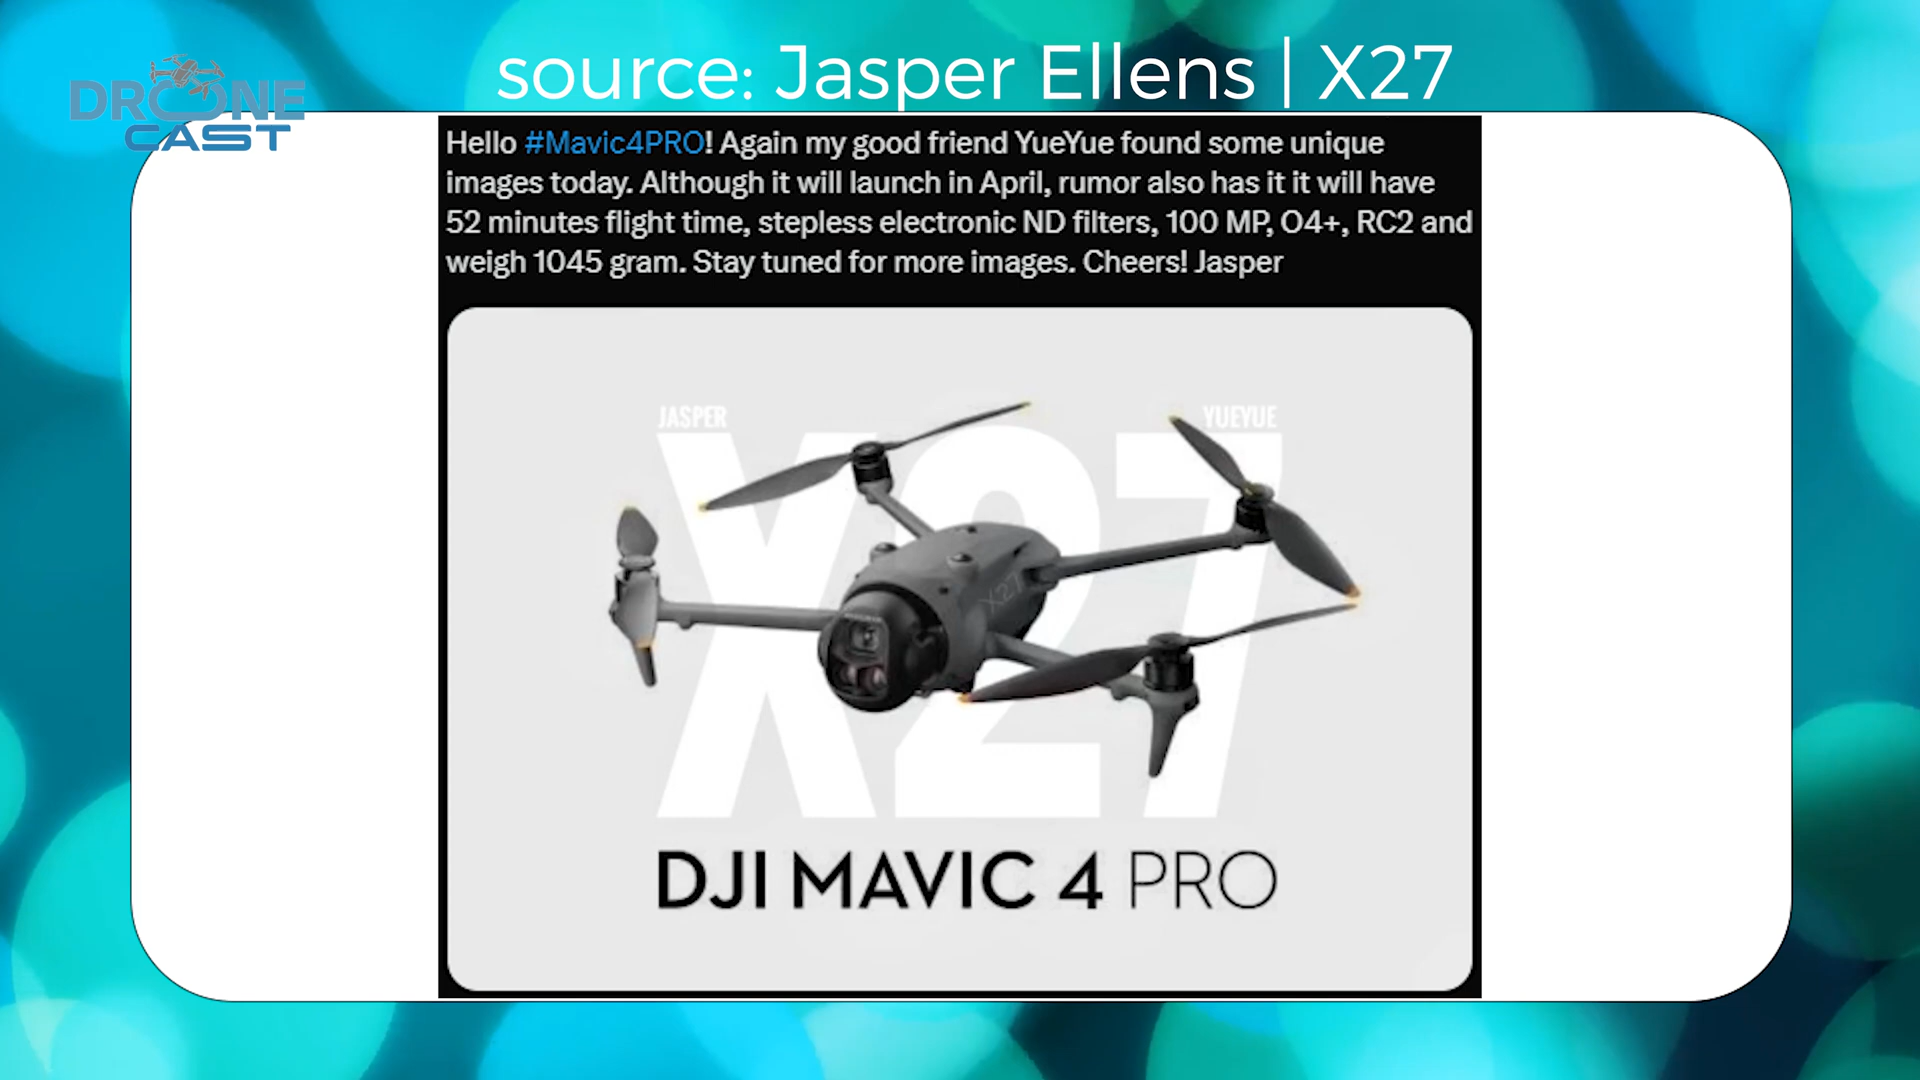 source: Jasper Ellens | X27
DRONE
CAST
Hello #Mavic4PRO! Again my good friend YueYue found some unique
images today. Although it will launch in April, rumor also has it it will have
52 minutes flight time, stepless electronic ND filters, 100 MP, O4+, RC2 and
weigh 1045 gram. Stay tuned for more images. Cheers! Jasper
JASPER
YUEYUE
X27
X27
DJI MAVIC 4 PRO